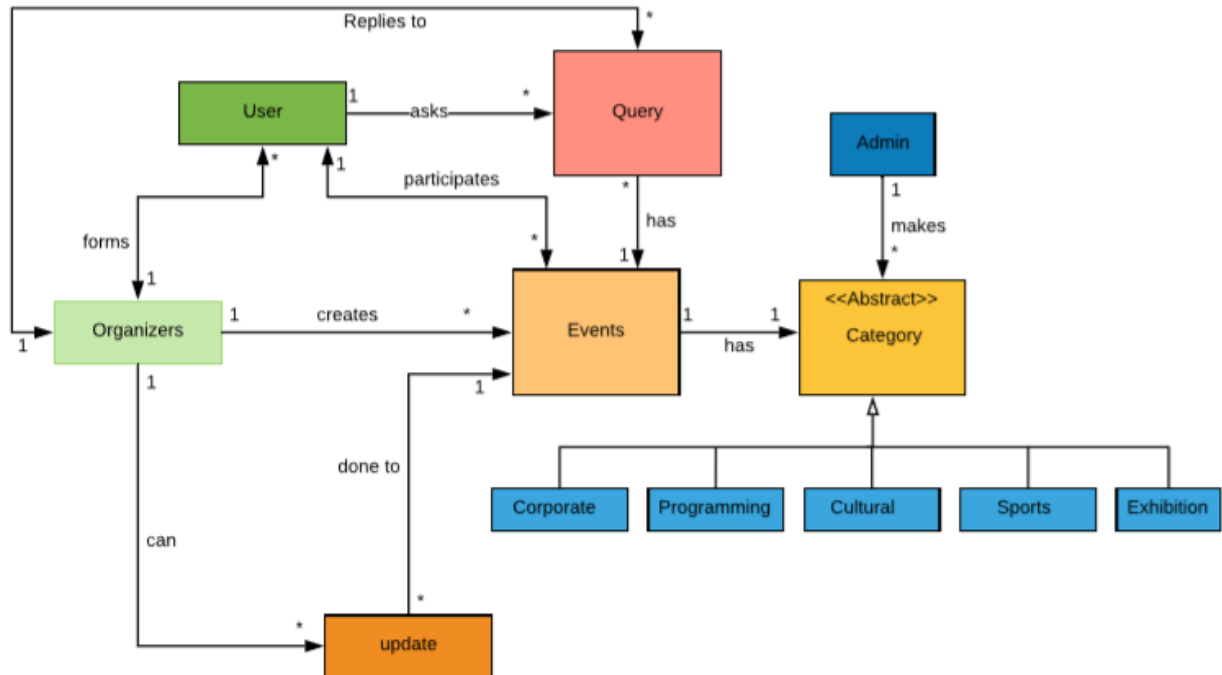 Replies to
*
User
1
asks
*
Query
Admin
*
1
participates
*
1
forms
has
makes
*
1
*
1
<<Abstract>>
Category
Organizers
1
creates
*
Events
1
has
1
1
1
1
done to
Corporate
Programming
Cultural
Sports
Exhibition
can
*
*
update